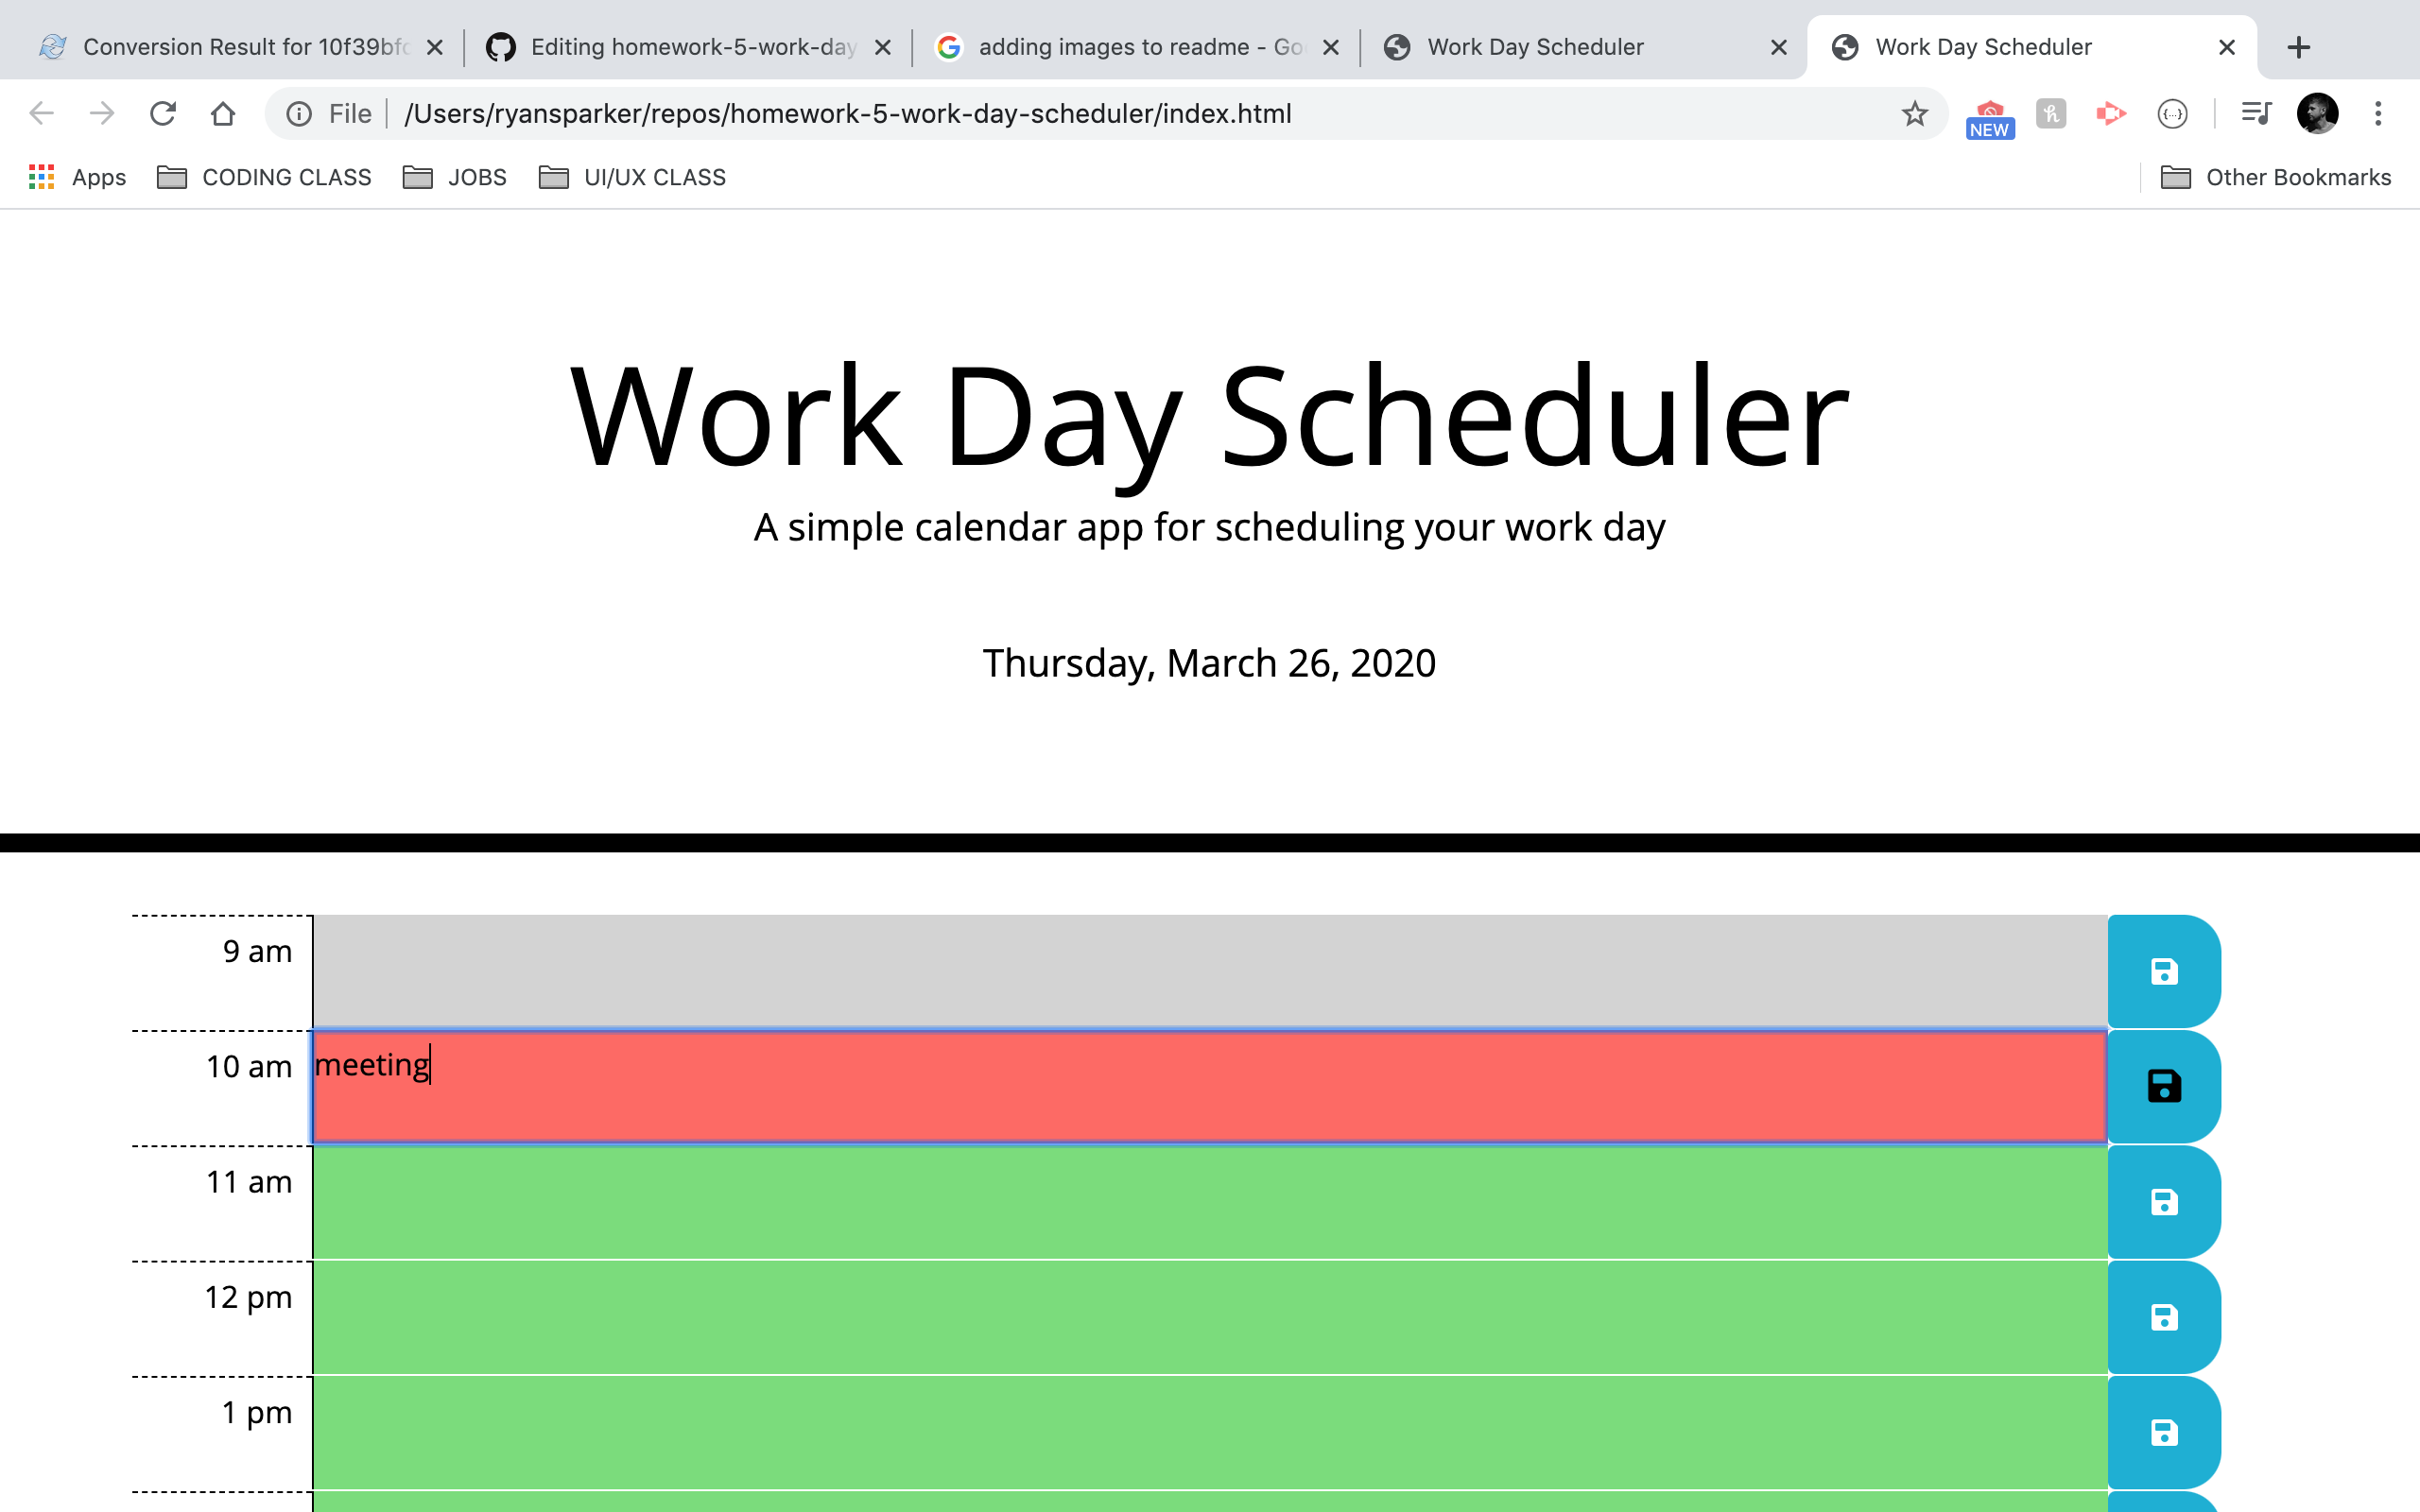 Conversion Result for 10f39bfc
Editing homework-5-work-day
adding images to readme - Go
Work Day Scheduler
Work Day Scheduler
File /Users/ryansparker/repos/homework-5-work-day-scheduler/index.html
NEW
Apps CODING CLASS JOBS UI/UX CLASS Other Bookmarks
Work Day Scheduler
A simple calendar app for scheduling your work day
Thursday, March 26, 2020
9 am
10 am meeting
11 am
12 pm
1 pm